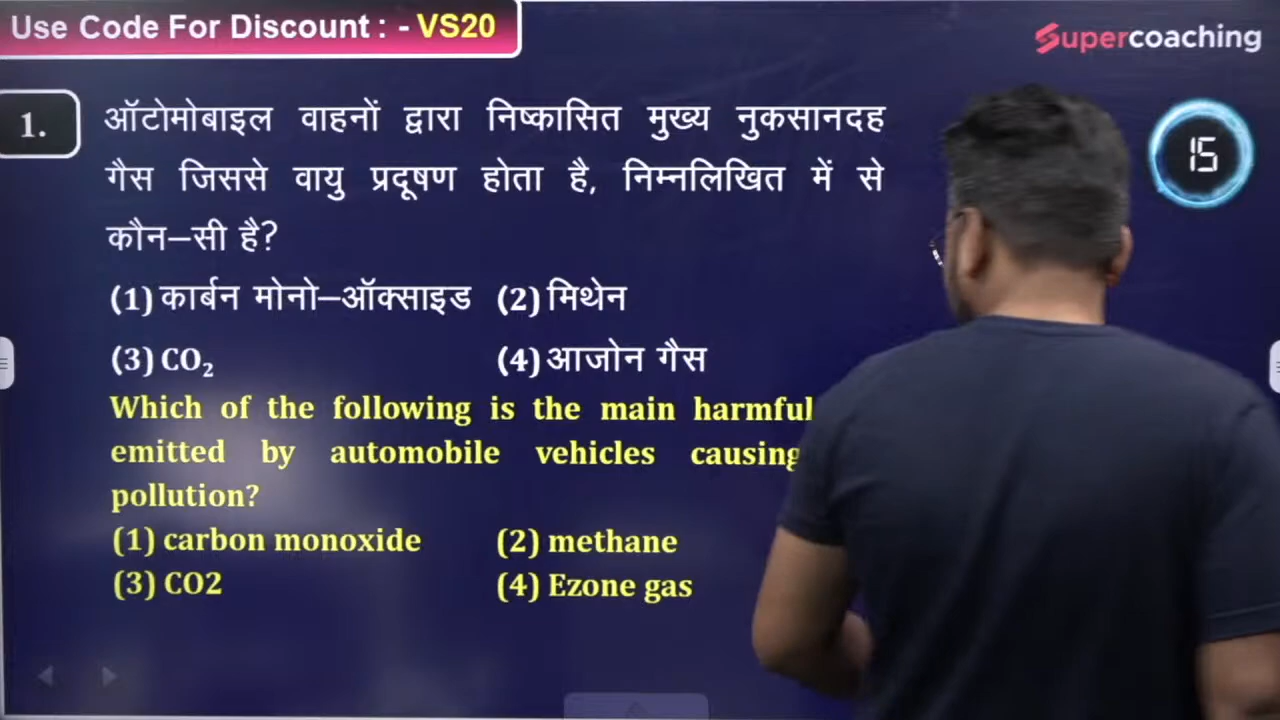 Use Code For Discount : - VS20
Supercoaching
1.
15
ऑटोमोबाइल वाहनों द्वारा निष्कासित मुख्य नुकसानदह
गैस जिससे वायु प्रदूषण होता है, निम्नलिखित में से
कौन–सी है?
(1) कार्बन मोनो–ऑक्साइड (2) मिथेन
(3) CO₂ (4) आजोन गैस
Which of the following is the main harmful
emitted by automobile vehicles causing
pollution?
(1) carbon monoxide (2) methane
(3) CO2 (4) Ezone gas